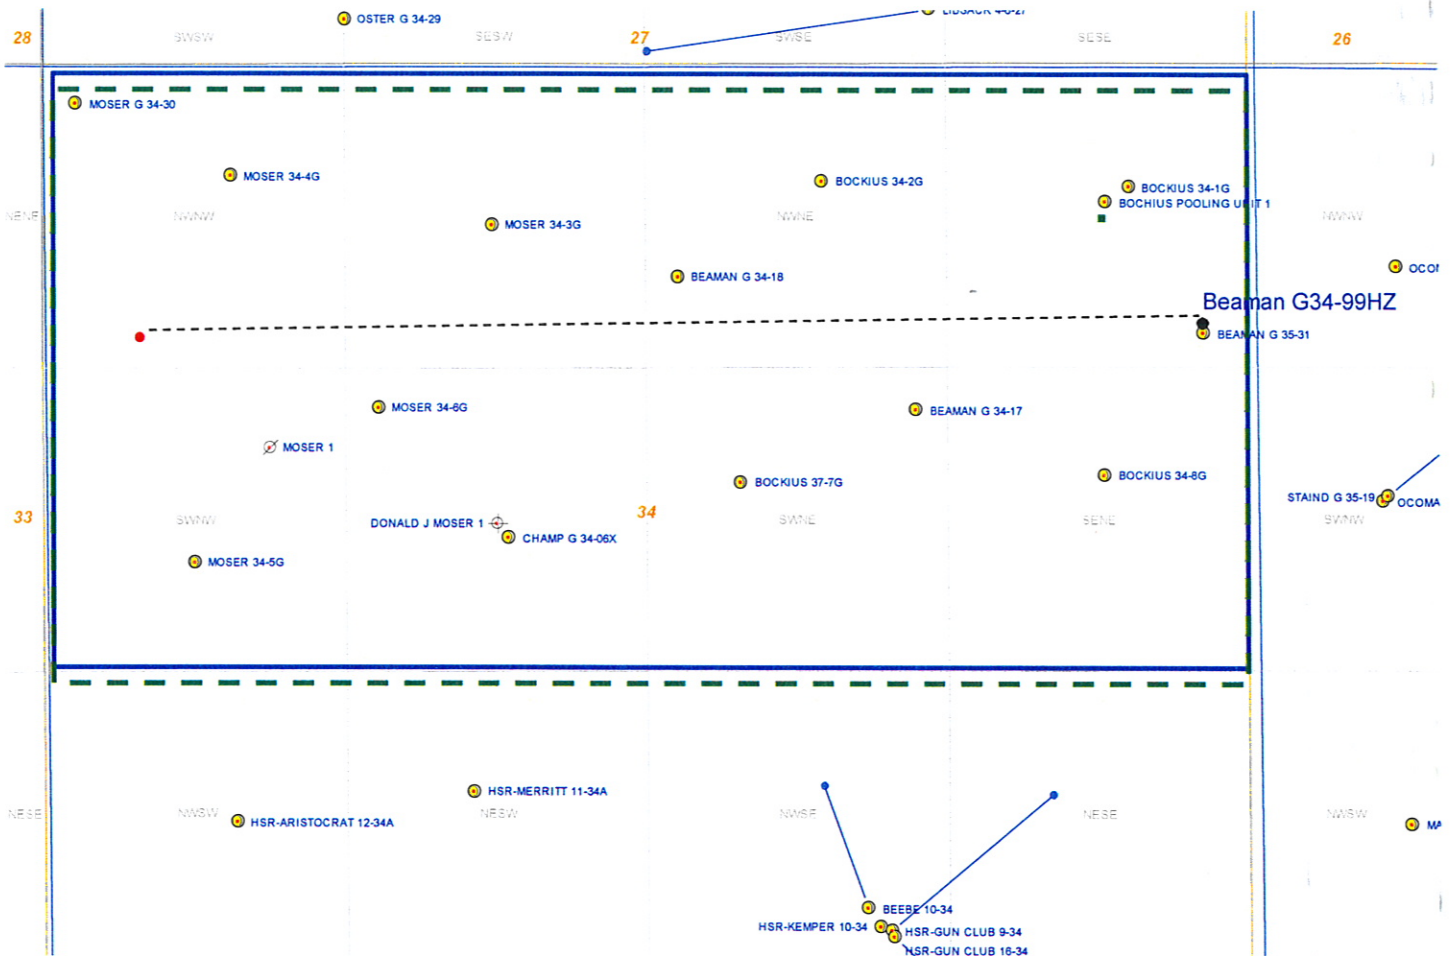 OSTER G 34-29
28
SWSW
SESW
27
SWSE
SESE
26
MOSER G 34-30
MOSER 34-4G
BOCKIUS 34-2G
BOCKIUS 34-1G
BOCHIUS POOLING UNIT 1
NENE
NWNW
MOSER 34-3G
NWNE
NWNW
BEAMAN G 34-18
Beaman G34-99HZ
BEAMAN G 35-31
MOSER 34-6G
BEAMAN G 34-17
MOSER 1
BOCKIUS 37-7G
BOCKIUS 34-8G
STAIND G 35-19
33
SWNW
DONALD J MOSER 1
CHAMP G 34-06X
34
SWNE
SENE
SWNW
MOSER 34-5G
HSR-MERRITT 11-34A
NESE
NWSW
HSR-ARISTOCRAT 12-34A
NESW
NWSE
NESE
NWSW
BEEBE 10-34
HSR-KEMPER 10-34
HSR-GUN CLUB 9-34
HSR-GUN CLUB 16-34